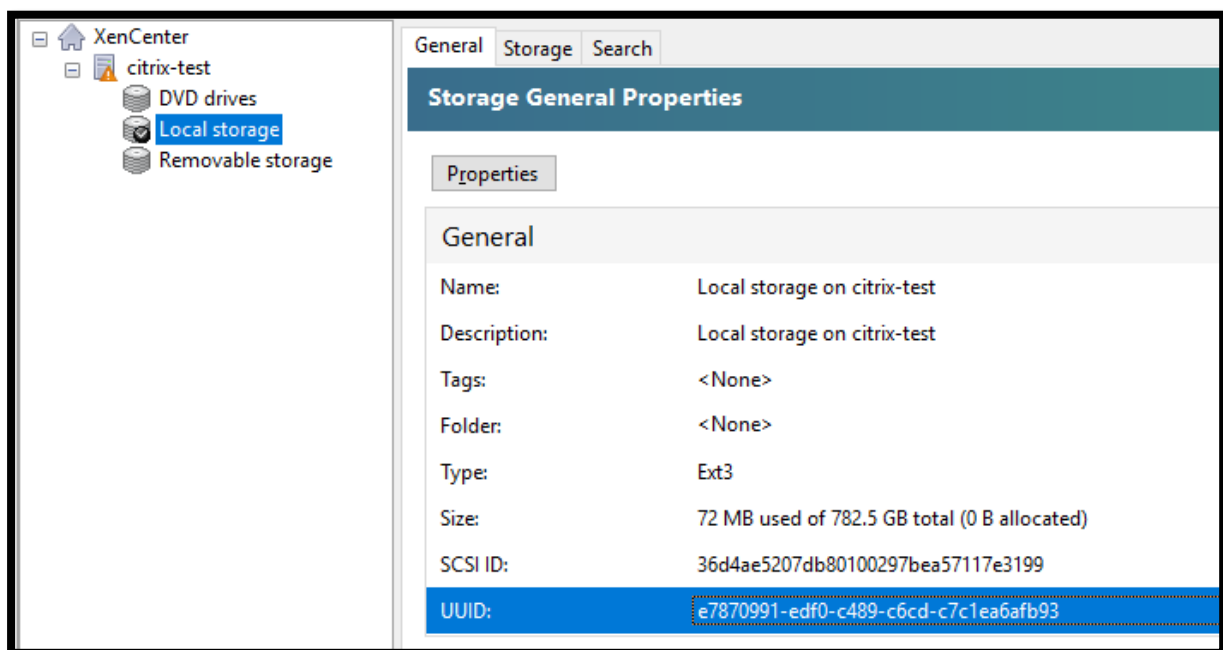 XenCenter
citrix-test
DVD drives
Local storage
Removable storage
General Storage Search
Storage General Properties
Properties
General
Name: Local storage on citrix-test
Description: Local storage on citrix-test
Tags: <None>
Folder: <None>
Type: Ext3
Size: 72 MB used of 782.5 GB total (0 B allocated)
SCSI ID: 36d4ae5207db80100297bea57117e3199
UUID: e7870991-edf0-c489-c6cd-c7c1ea6afb93